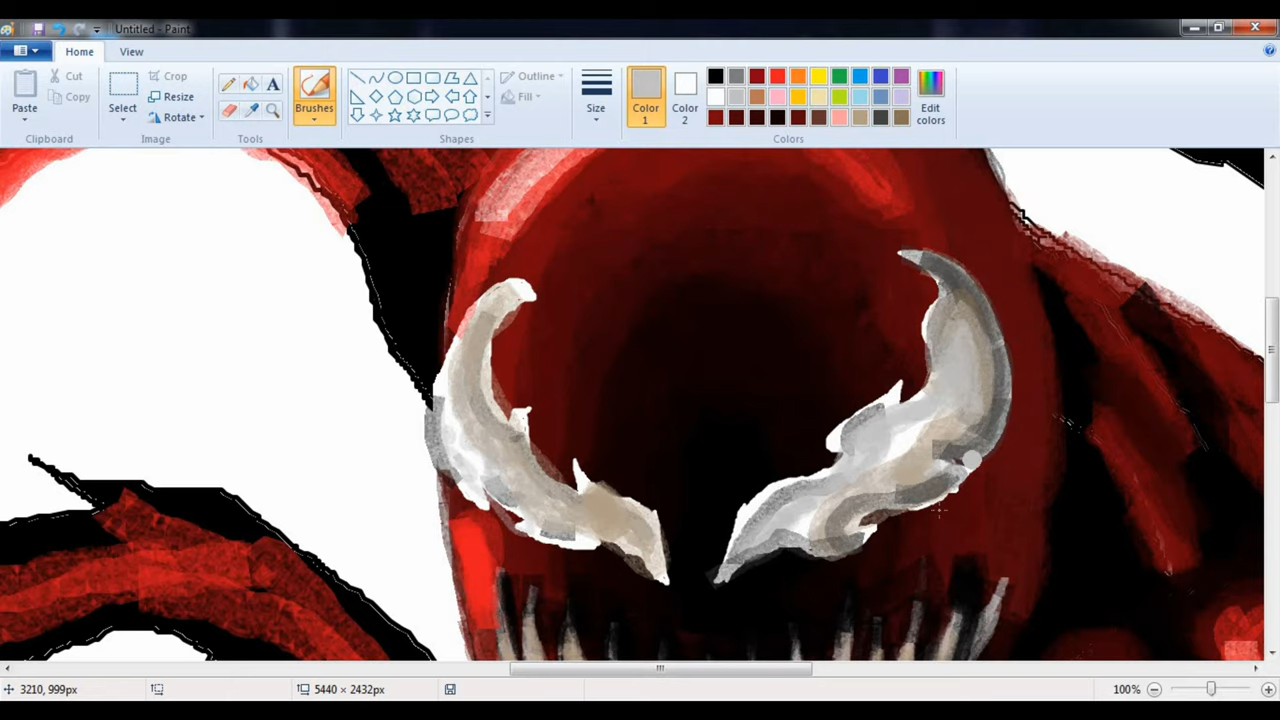 Untitled - Paint
Home View
Paste
Cut
Copy
Clipboard
Select
Crop
Resize
Rotate
Image
Tools
Brushes
Shapes
Outline
Fill
Size
Color 1
Color 2
Edit colors
Colors
3210, 999px
5440 × 2432px
100%